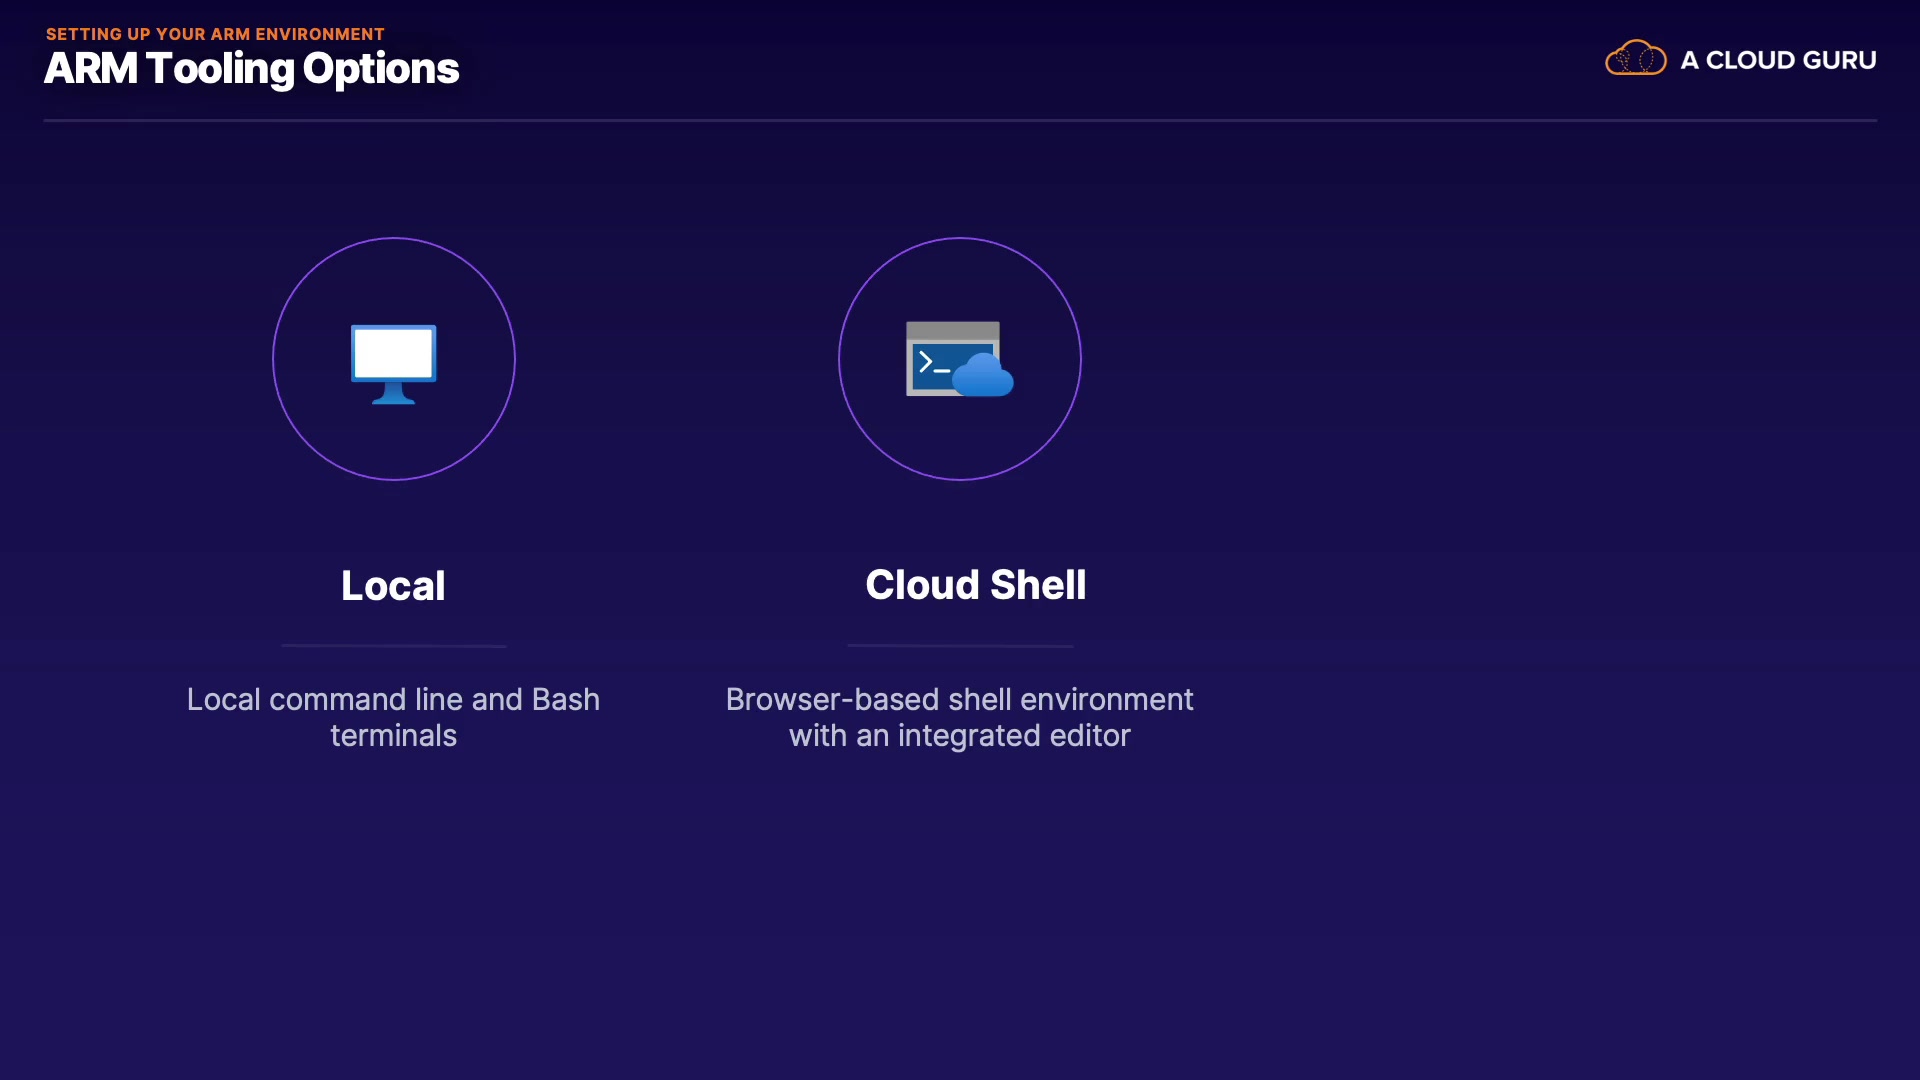 SETTING UP YOUR ARM ENVIRONMENT
ARM Tooling Options
A CLOUD GURU
Local
Local command line and Bash
terminals
Cloud Shell
Browser-based shell environment
with an integrated editor